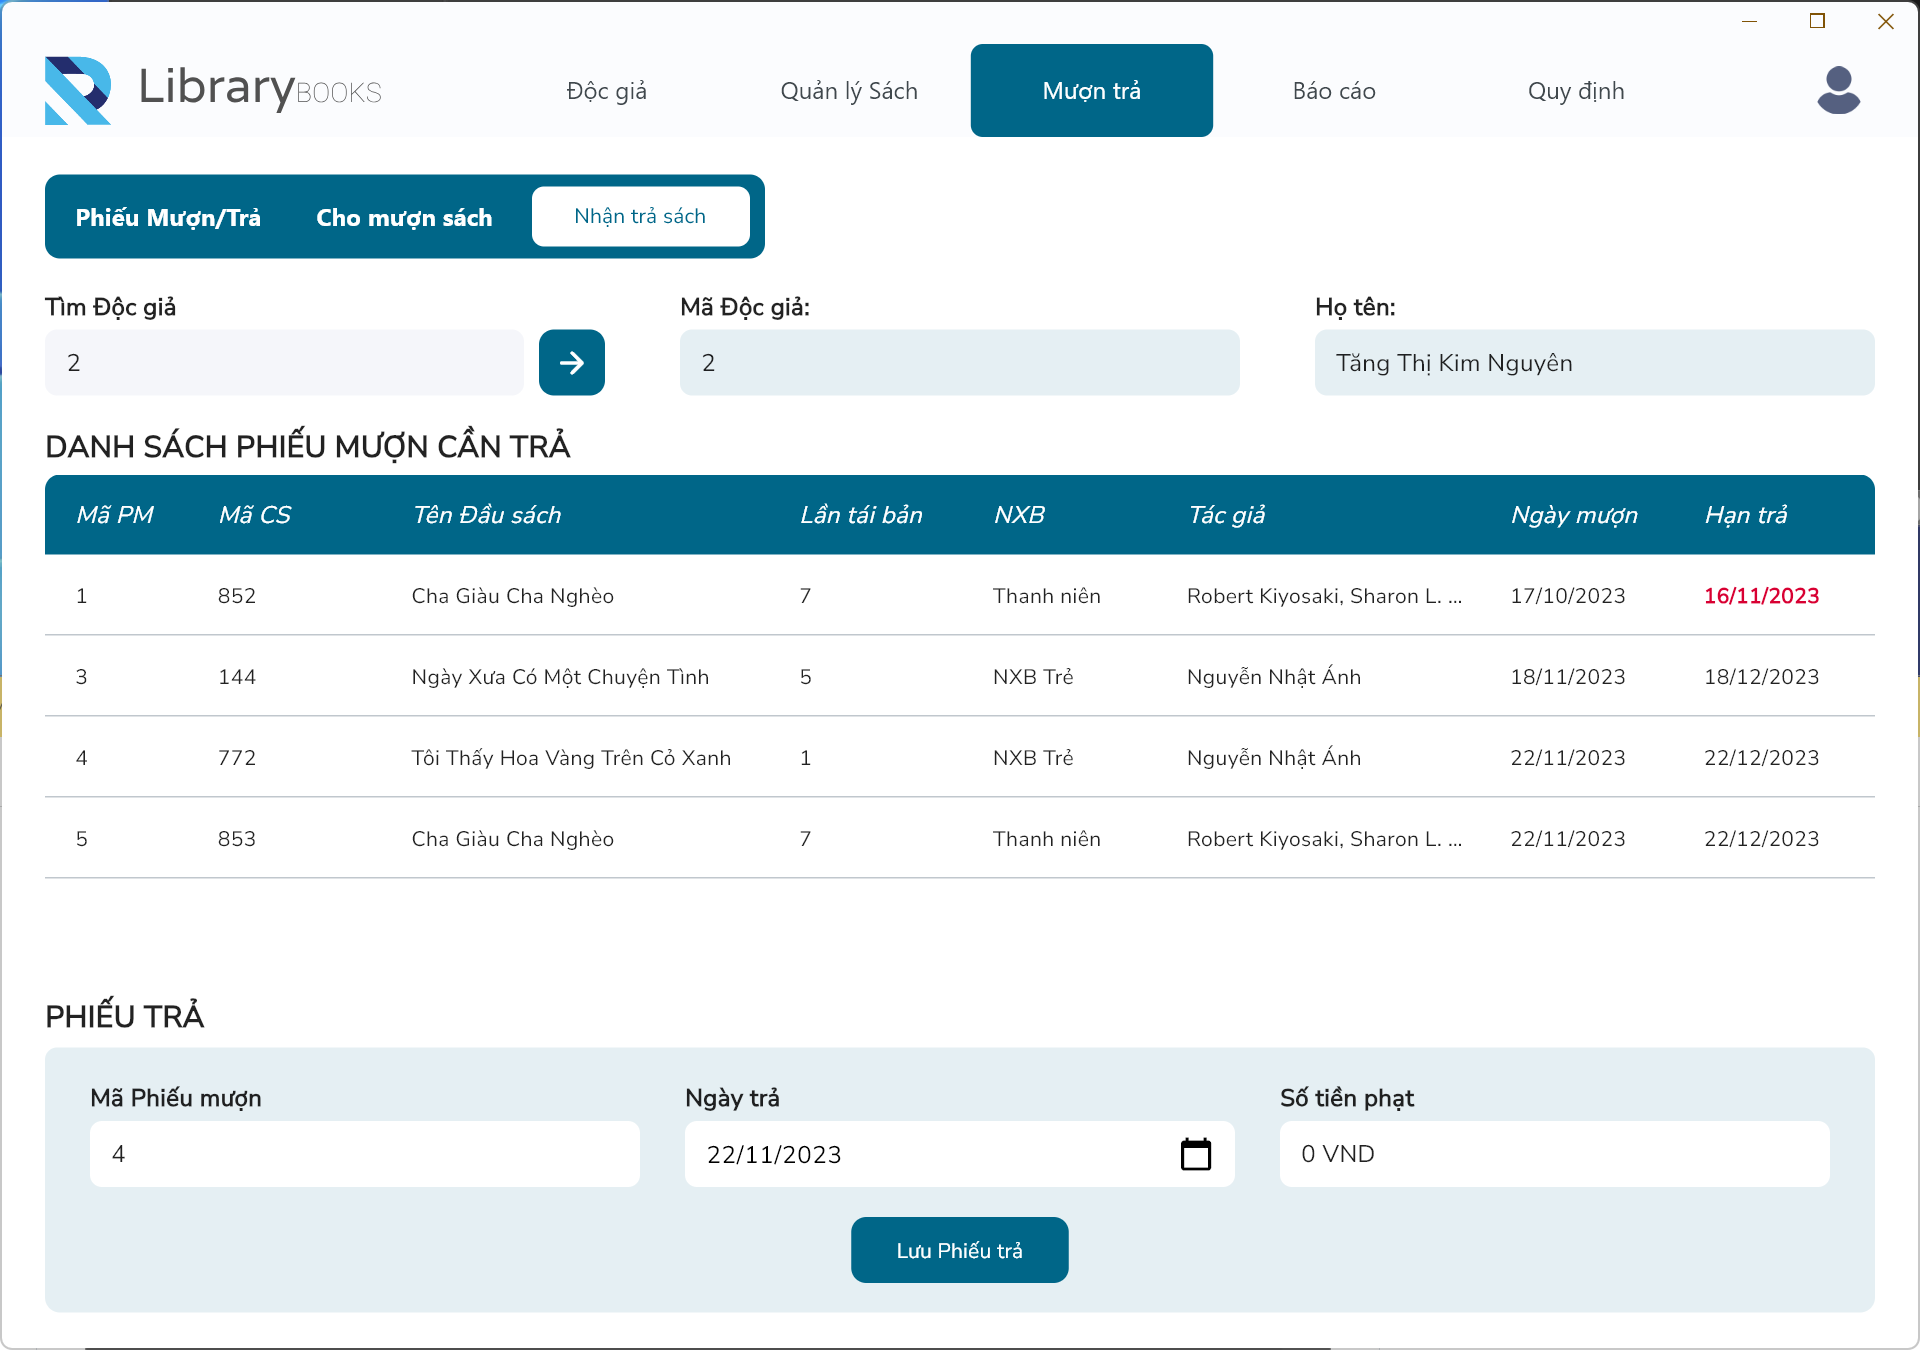 LibraryBOOKS
Độc giả Quản lý Sách Mượn trả Báo cáo Quy định
Phiếu Mượn/Trả Cho mượn sách Nhận trả sách
Tìm Độc giả Mã Độc giả: Họ tên:
2 2 Tăng Thị Kim Nguyên
DANH SÁCH PHIẾU MƯỢN CẦN TRẢ
Mã PM Mã CS Tên Đầu sách Lần tái bản NXB Tác giả Ngày mượn Hạn trả
1 852 Cha Giàu Cha Nghèo 7 Thanh niên Robert Kiyosaki, Sharon L. ... 17/10/2023 16/11/2023
3 144 Ngày Xưa Có Một Chuyện Tình 5 NXB Trẻ Nguyễn Nhật Ánh 18/11/2023 18/12/2023
4 772 Tôi Thấy Hoa Vàng Trên Cỏ Xanh 1 NXB Trẻ Nguyễn Nhật Ánh 22/11/2023 22/12/2023
5 853 Cha Giàu Cha Nghèo 7 Thanh niên Robert Kiyosaki, Sharon L. ... 22/11/2023 22/12/2023
PHIẾU TRẢ
Mã Phiếu mượn Ngày trả Số tiền phạt
4 22/11/2023 0 VND
Lưu Phiếu trả